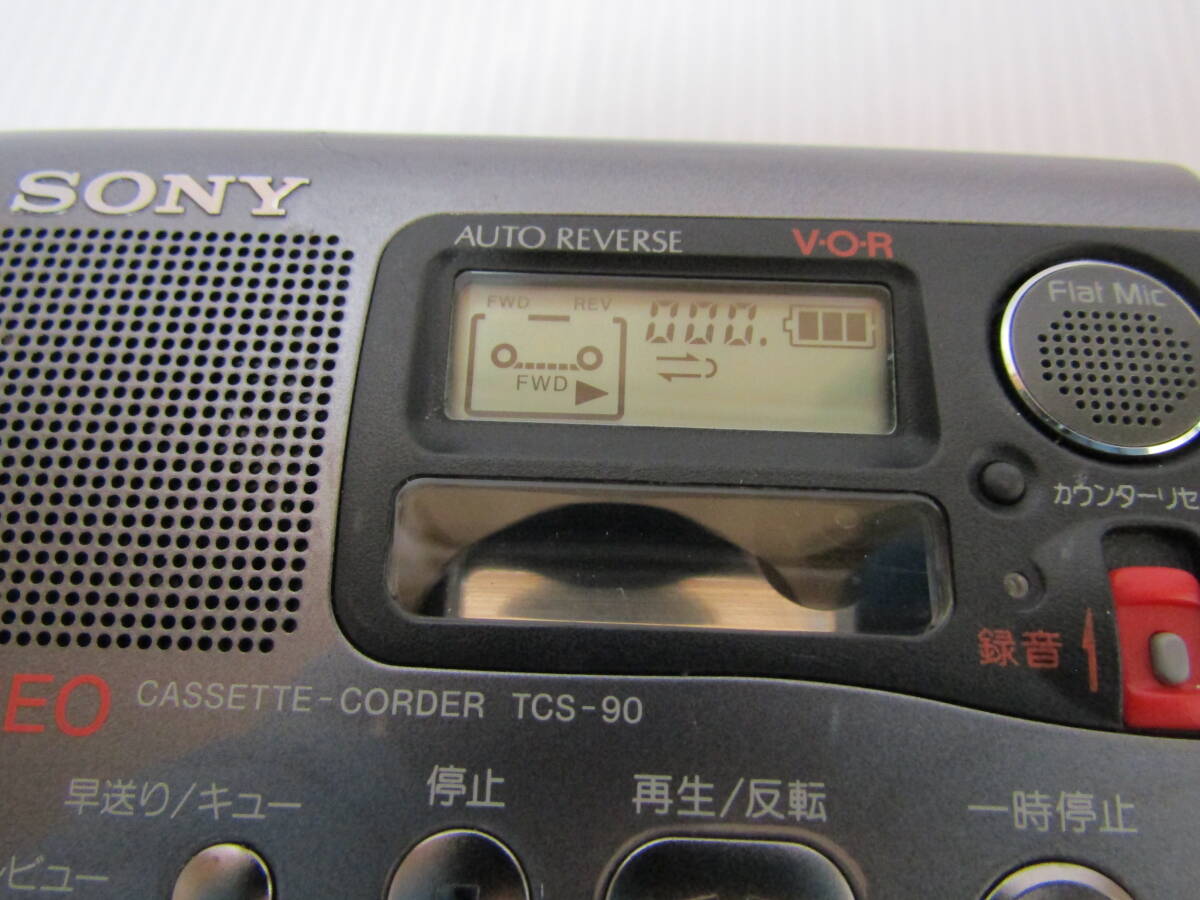 SONY
AUTO REVERSE V·O·R
FWD REV
000.
FWD
Flat Mic
カウンターリセ
録音
EO
CASSETTE-CORDER TCS-90
早送り/キュー
停止
再生/反転
一時停止
ビュー